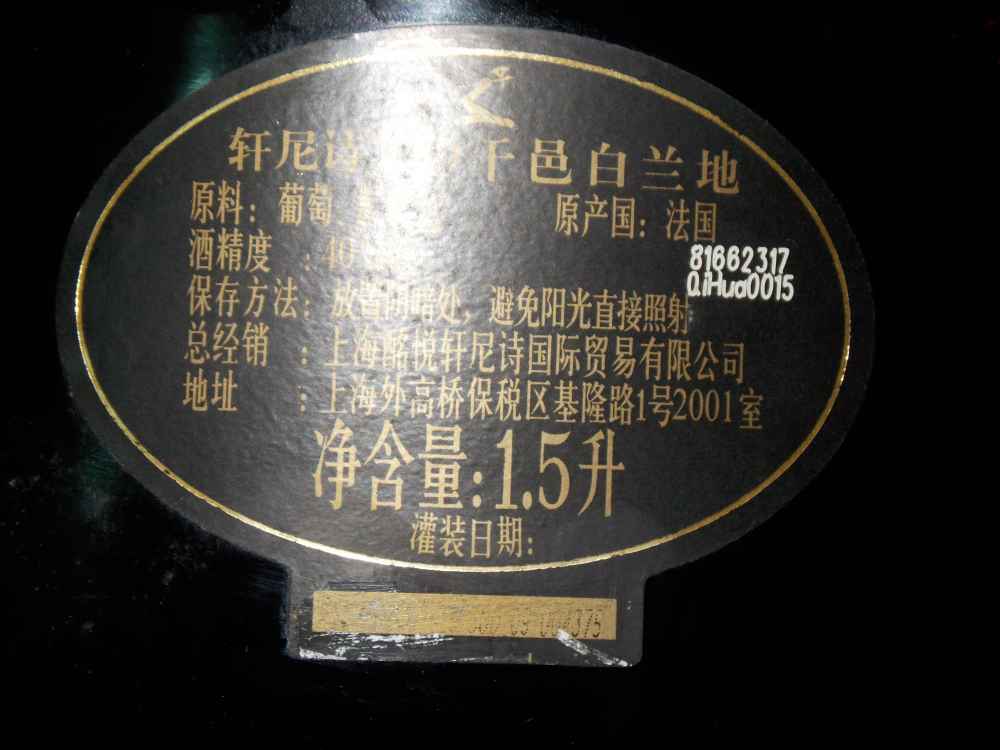 轩尼诗 干邑白兰地
原料：葡萄
原产国：法国
酒精度 ：40
81662317
QiHua0015
保存方法：放置阴暗处，避免阳光直接照射
总经销 ：上海酩悦轩尼诗国际贸易有限公司
地址 ：上海外高桥保税区基隆路1号2001室
净含量:1.5升
灌装日期: